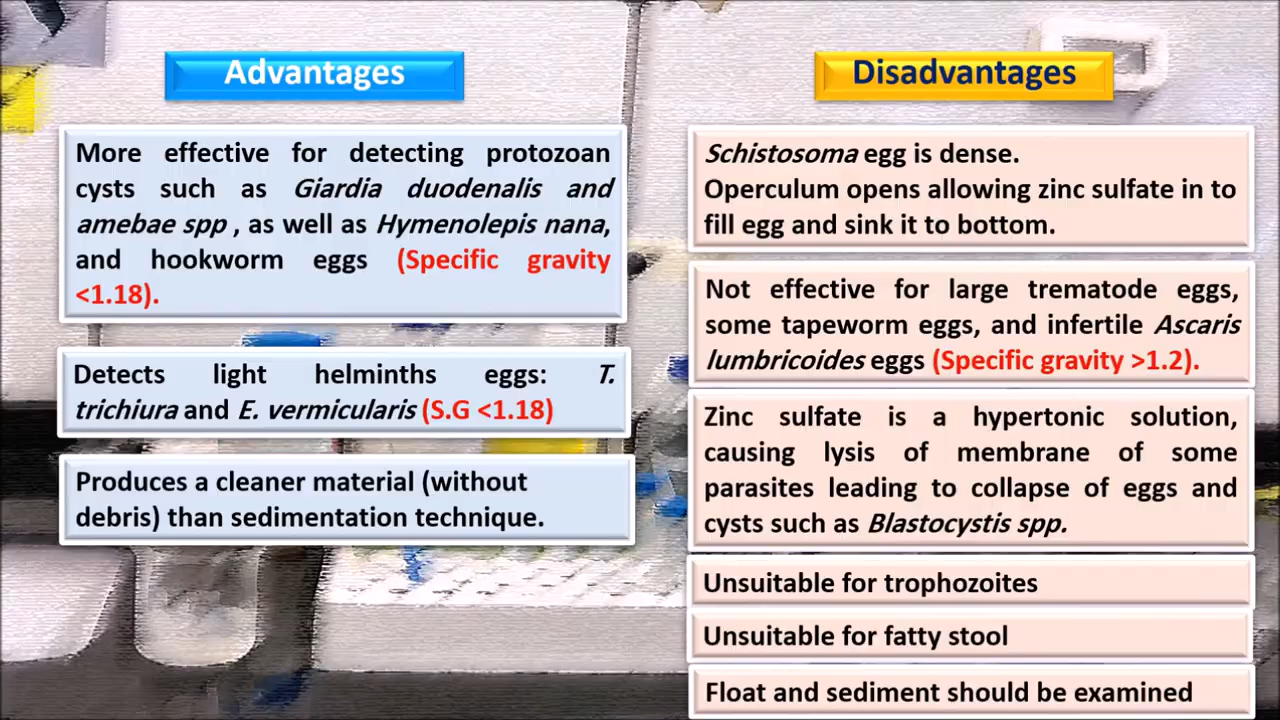 Advantages
More effective for detecting protozoan
cysts such as Giardia duodenalis and
amebae spp , as well as Hymenolepis nana,
and hookworm eggs (Specific gravity
<1.18).
Detects light helminths eggs: T.
trichiura and E. vermicularis (S.G <1.18)
Produces a cleaner material (without
debris) than sedimentation technique.
Disadvantages
Schistosoma egg is dense.
Operculum opens allowing zinc sulfate in to
fill egg and sink it to bottom.
Not effective for large trematode eggs,
some tapeworm eggs, and infertile Ascaris
lumbricoides eggs (Specific gravity >1.2).
Zinc sulfate is a hypertonic solution,
causing lysis of membrane of some
parasites leading to collapse of eggs and
cysts such as Blastocystis spp.
Unsuitable for trophozoites
Unsuitable for fatty stool
Float and sediment should be examined